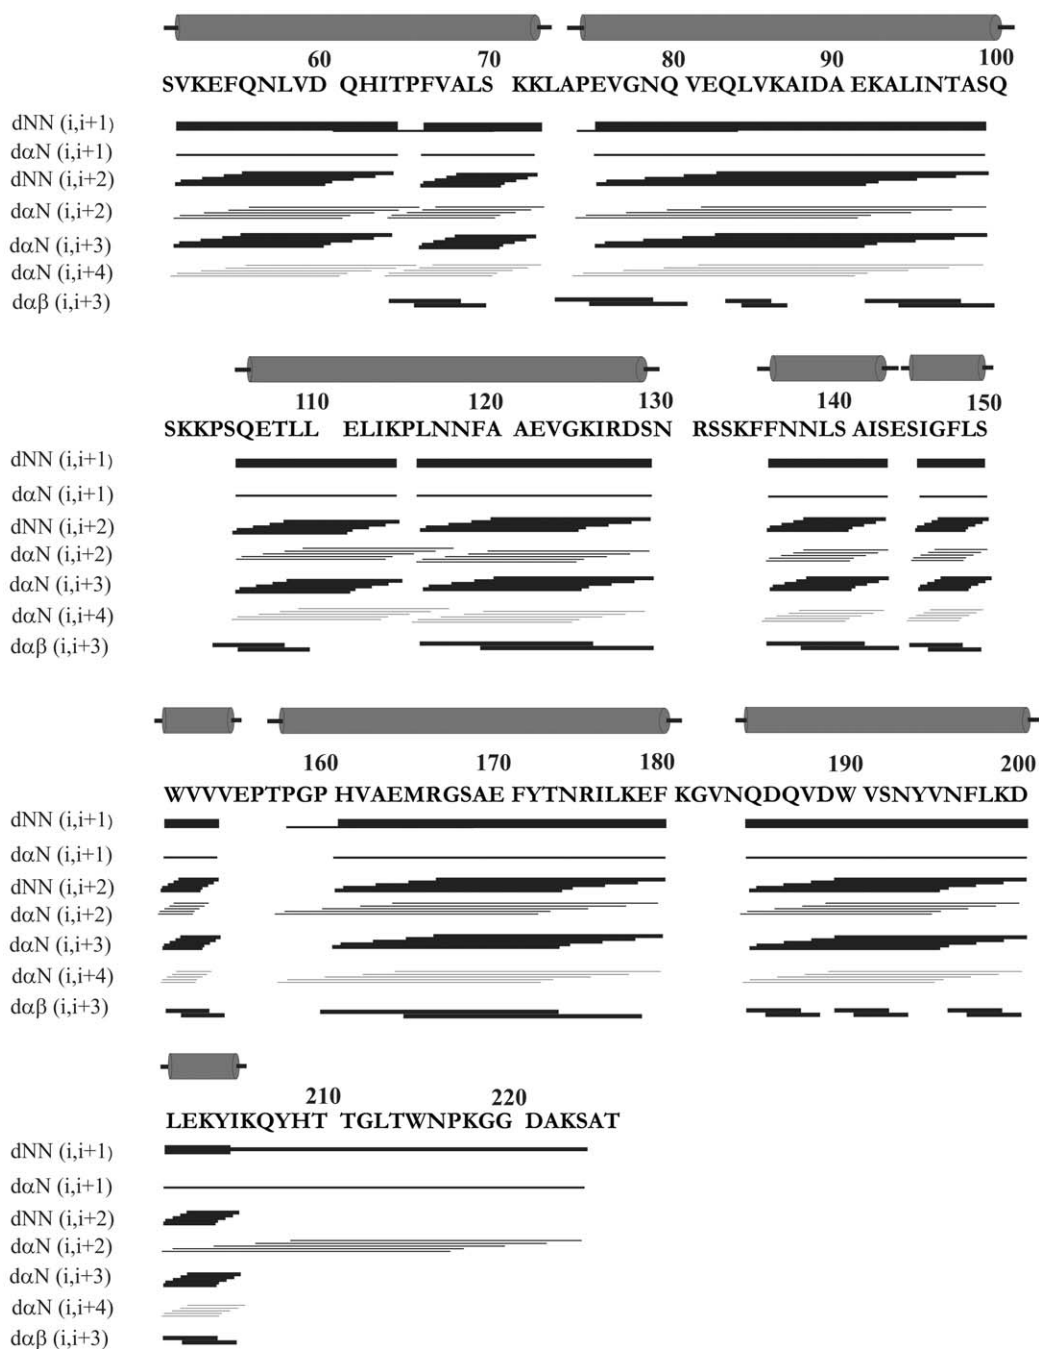 60 70 80 90 100
SVKEFQNLVD QHITPFVALS KKLAPEVGNQ VEQLVKAIDA EKALINTASQ
dNN (i,i+1)
dαN (i,i+1)
dNN (i,i+2)
dαN (i,i+2)
dαN (i,i+3)
dαN (i,i+4)
dαβ (i,i+3)
110 120 130 140 150
SKKPSQETLL ELIKPLNNFA AEVGKIRDSN RSSKFFNNLS AISESIGFLS
dNN (i,i+1)
dαN (i,i+1)
dNN (i,i+2)
dαN (i,i+2)
dαN (i,i+3)
dαN (i,i+4)
dαβ (i,i+3)
160 170 180 190 200
WVVVEPTPGP HVAEMRGSAE FYTNRILKEF KGVNQDQVDW VSNYVNFLKD
dNN (i,i+1)
dαN (i,i+1)
dNN (i,i+2)
dαN (i,i+2)
dαN (i,i+3)
dαN (i,i+4)
dαβ (i,i+3)
210 220
LEKYIKQYHT TGLTWNPKGG DAKSAT
dNN (i,i+1)
dαN (i,i+1)
dNN (i,i+2)
dαN (i,i+2)
dαN (i,i+3)
dαN (i,i+4)
dαβ (i,i+3)